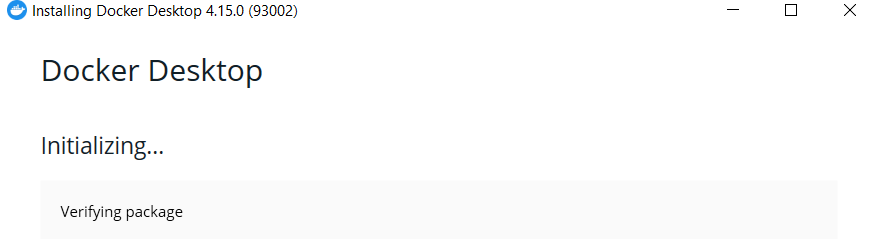 Installing Docker Desktop 4.15.0 (93002)
Docker Desktop
Initializing...
Verifying package